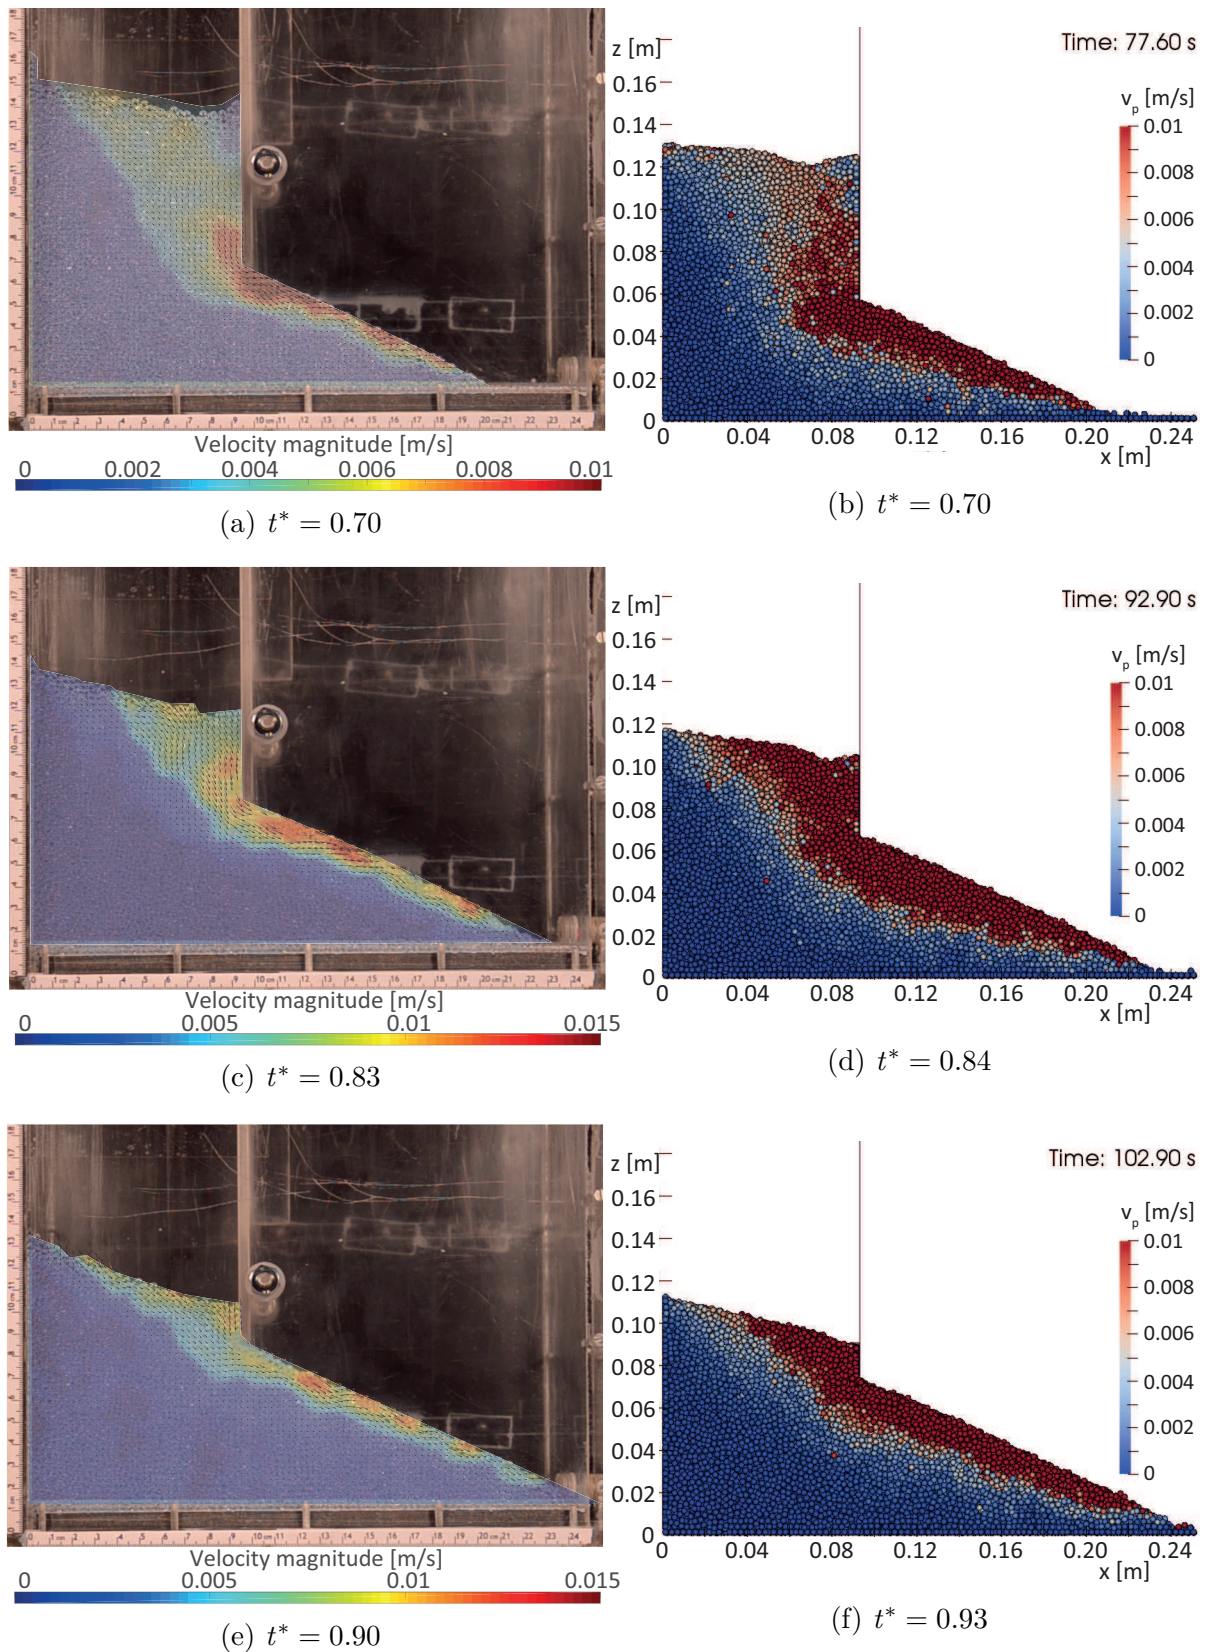 z [m]
Time: 77.60 s
v_p [m/s]
0.16
0.14
0.12
0.10
0.08
0.06
0.04
0.02
0
0.01
0.008
0.006
0.004
0.002
0
0 0.04 0.08 0.12 0.16 0.20 0.24
x [m]
Velocity magnitude [m/s]
0 0.002 0.004 0.006 0.008 0.01
(a) t* = 0.70
(b) t* = 0.70
z [m]
Time: 92.90 s
v_p [m/s]
0.16
0.14
0.12
0.10
0.08
0.06
0.04
0.02
0
0.01
0.008
0.006
0.004
0.002
0
0 0.04 0.08 0.12 0.16 0.20 0.24
x [m]
Velocity magnitude [m/s]
0 0.005 0.01 0.015
(c) t* = 0.83
(d) t* = 0.84
z [m]
Time: 102.90 s
v_p [m/s]
0.16
0.14
0.12
0.10
0.08
0.06
0.04
0.02
0
0.01
0.008
0.006
0.004
0.002
0
0 0.04 0.08 0.12 0.16 0.20 0.24
x [m]
Velocity magnitude [m/s]
0 0.005 0.01 0.015
(e) t* = 0.90
(f) t* = 0.93